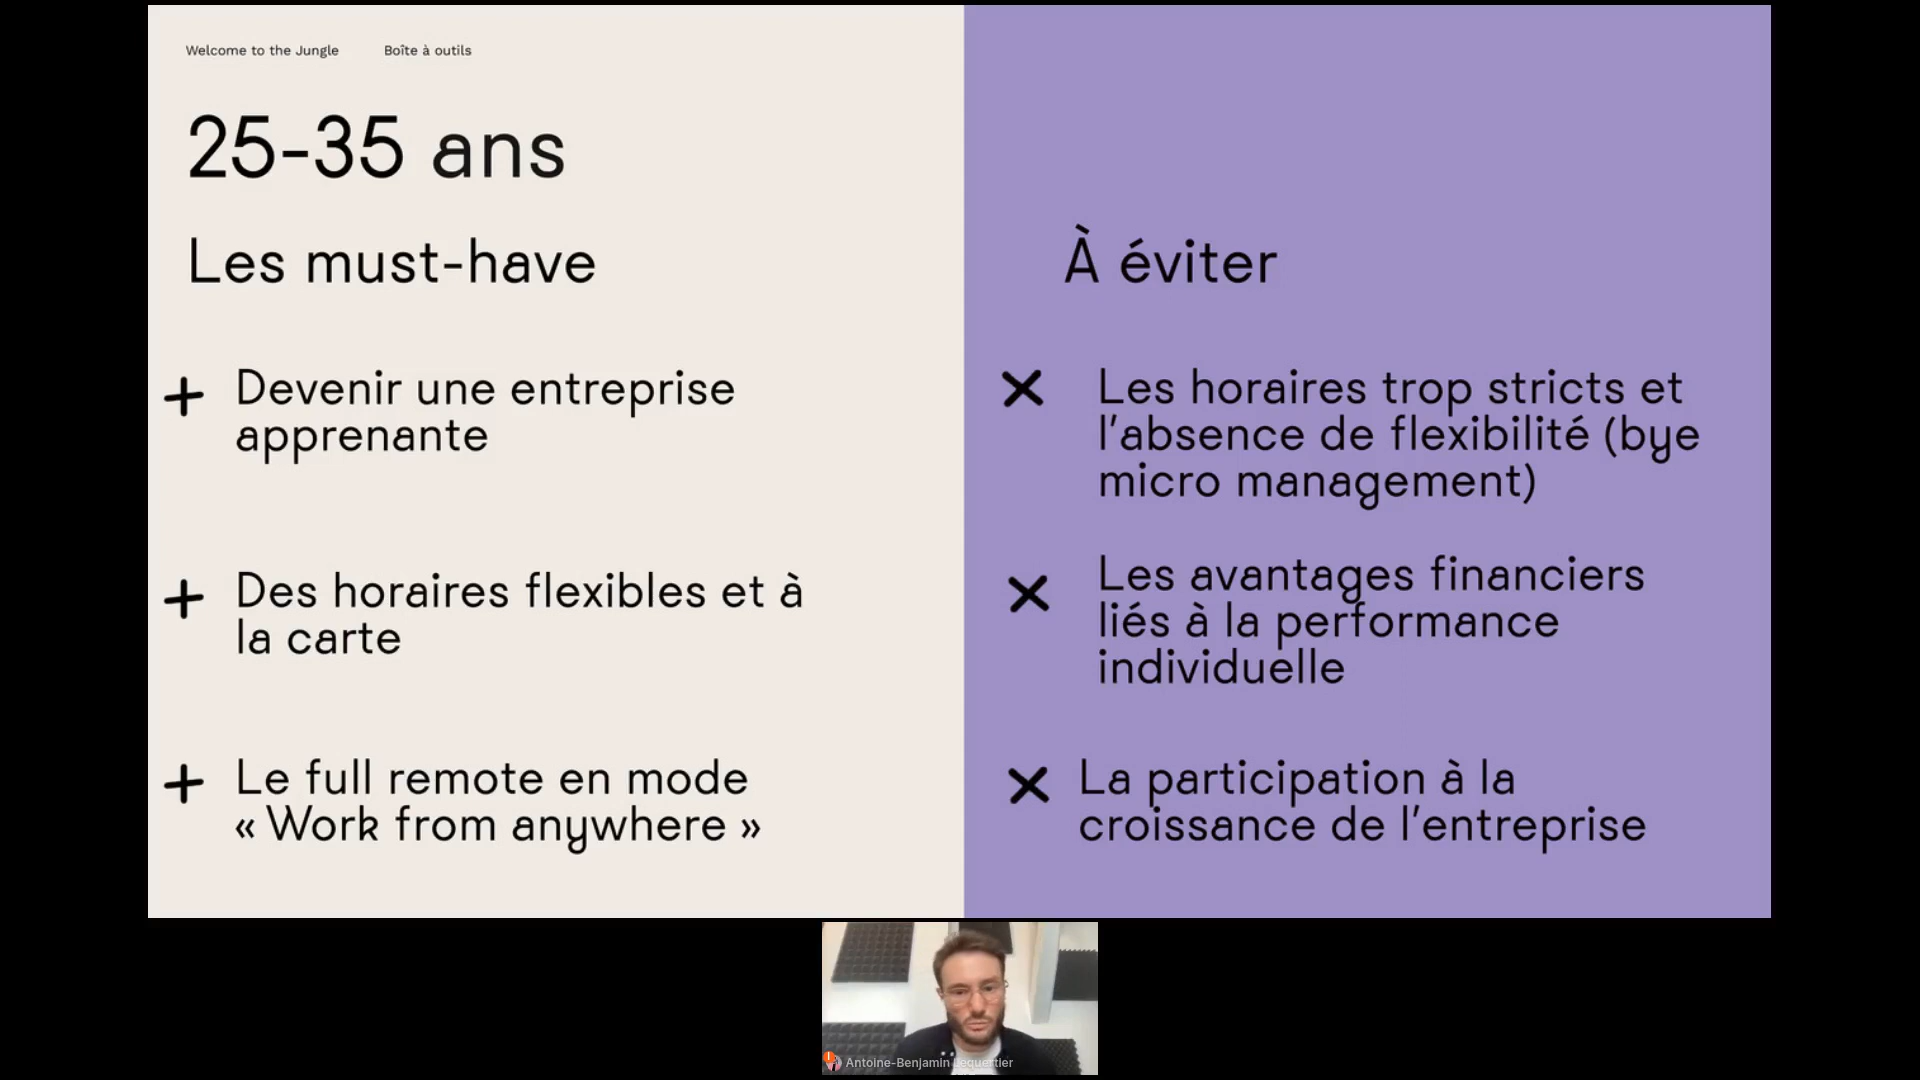 Welcome to the Jungle
Boîte à outils
25-35 ans
Les must-have
Devenir une entreprise
apprenante
Des horaires flexibles et à
la carte
Le full remote en mode
« Work from anywhere »
À éviter
Les horaires trop stricts et
l'absence de flexibilité (bye
micro management)
Les avantages financiers
liés à la performance
individuelle
La participation à la
croissance de l'entreprise
Antoine-Benjamin Lequertier